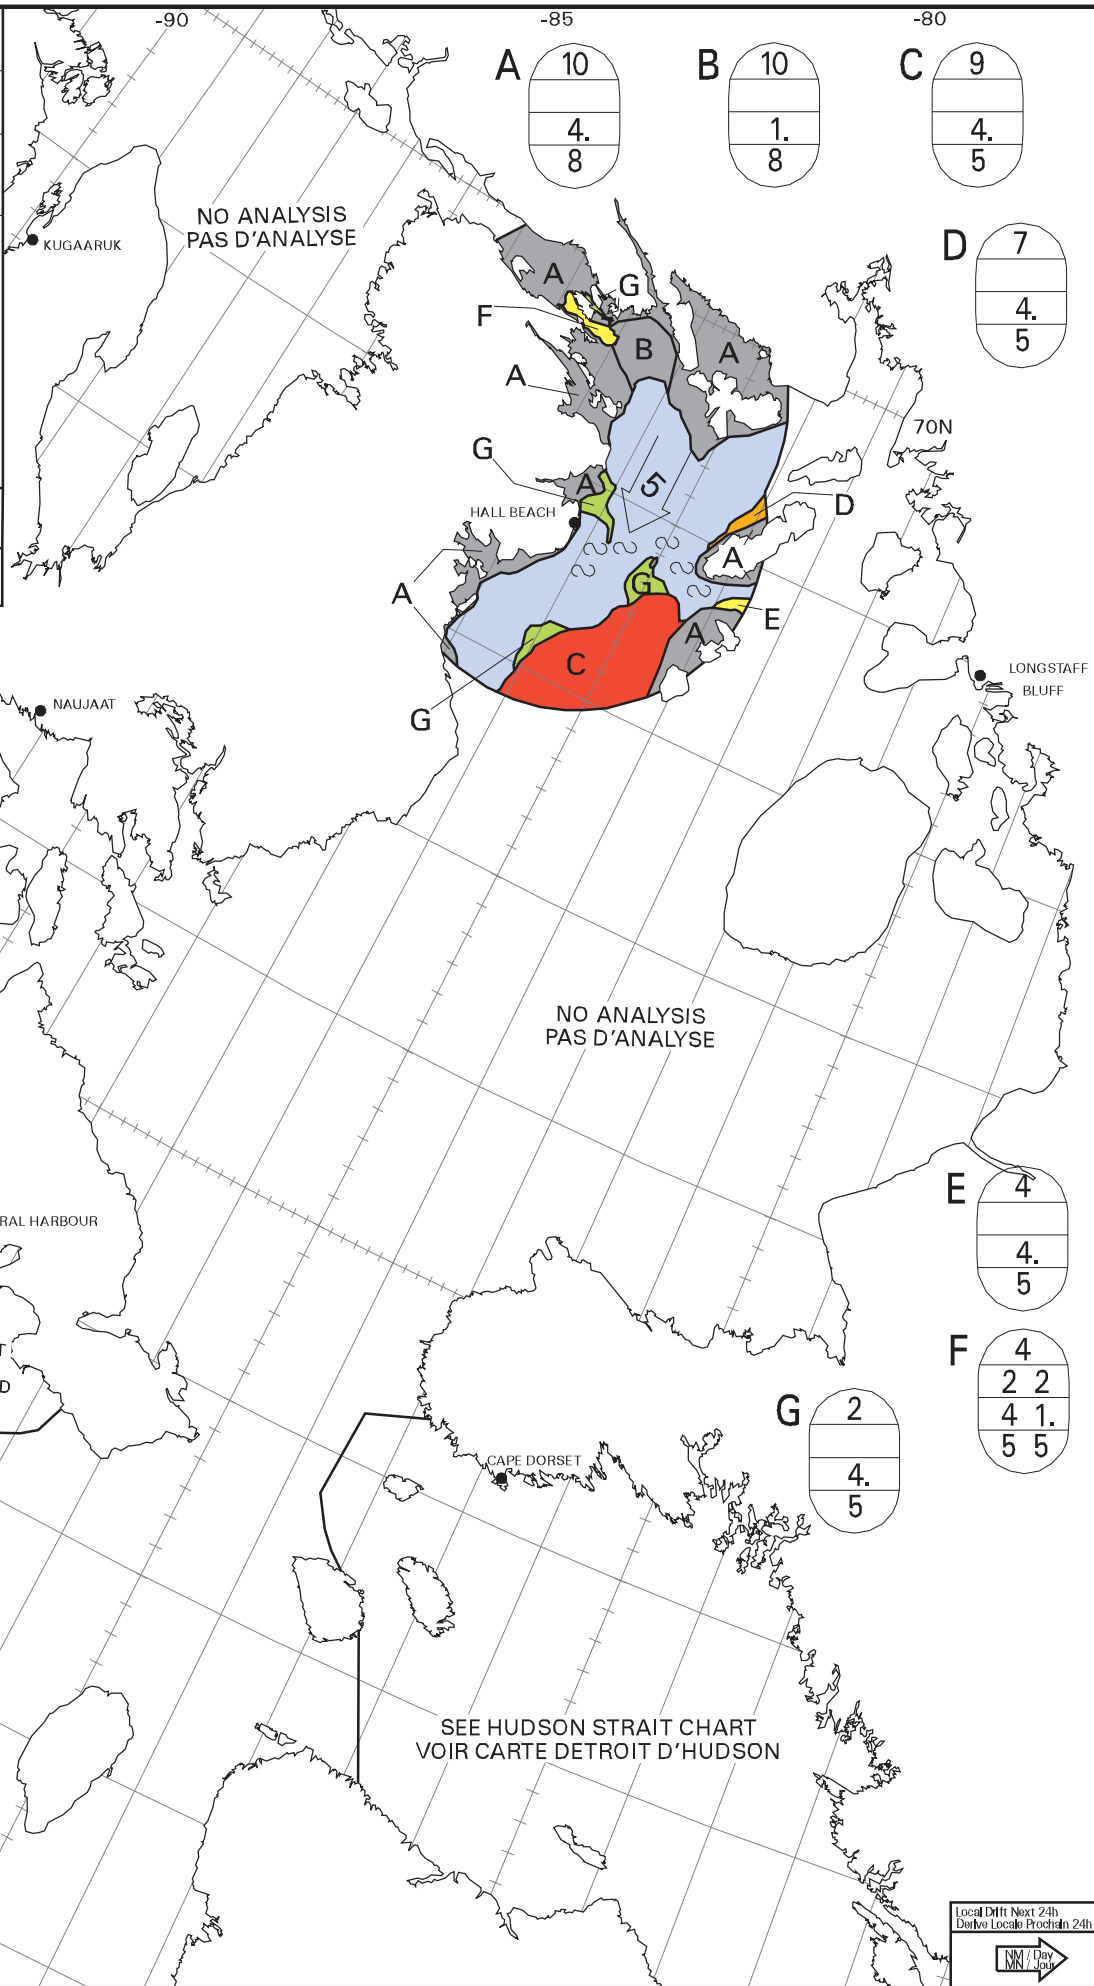 -90
-85
-80
A
10
4.
8
B
10
1.
8
C
9
4.
5
D
7
4.
5
NO ANALYSIS
PAS D'ANALYSE
KUGAARUK
A
G
F
B
A
A
70N
G
A
5
D
HALL BEACH
A
A
G
E
A
C
G
LONGSTAFF
BLUFF
NAUJAAT
NO ANALYSIS
PAS D'ANALYSE
E
4
4.
5
RAL HARBOUR
F
4
2 2
4 1.
5 5
T
D
G
2
4.
5
CAPE DORSET
SEE HUDSON STRAIT CHART
VOIR CARTE DETROIT D'HUDSON
Local Drift Next 24h
Derive Locale Prochain 24h
NM / Day
MN / Jour